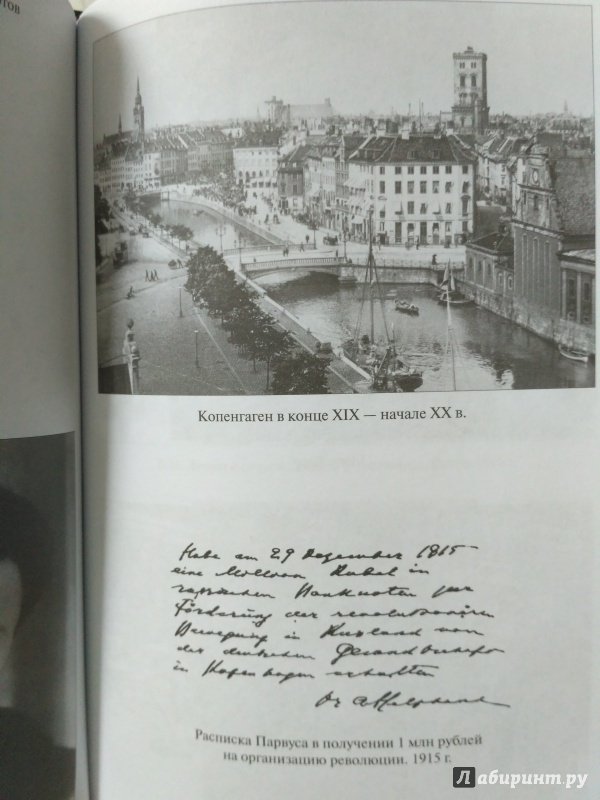 ОТОВ
Копенгаген в конце XIX — начале XX в.
Habe am 29 Dezember 1915
eine Million Rubel in
russischen Banknoten zur
Förderung der revolutionären
Bewegung in Russland von
der deutschen Gesandtschaft
in Kopenhagen erhalten
Dr A Helphand
Расписка Парвуса в получении 1 млн рублей
на организацию революции. 1915 г.
Лабиринт.ру